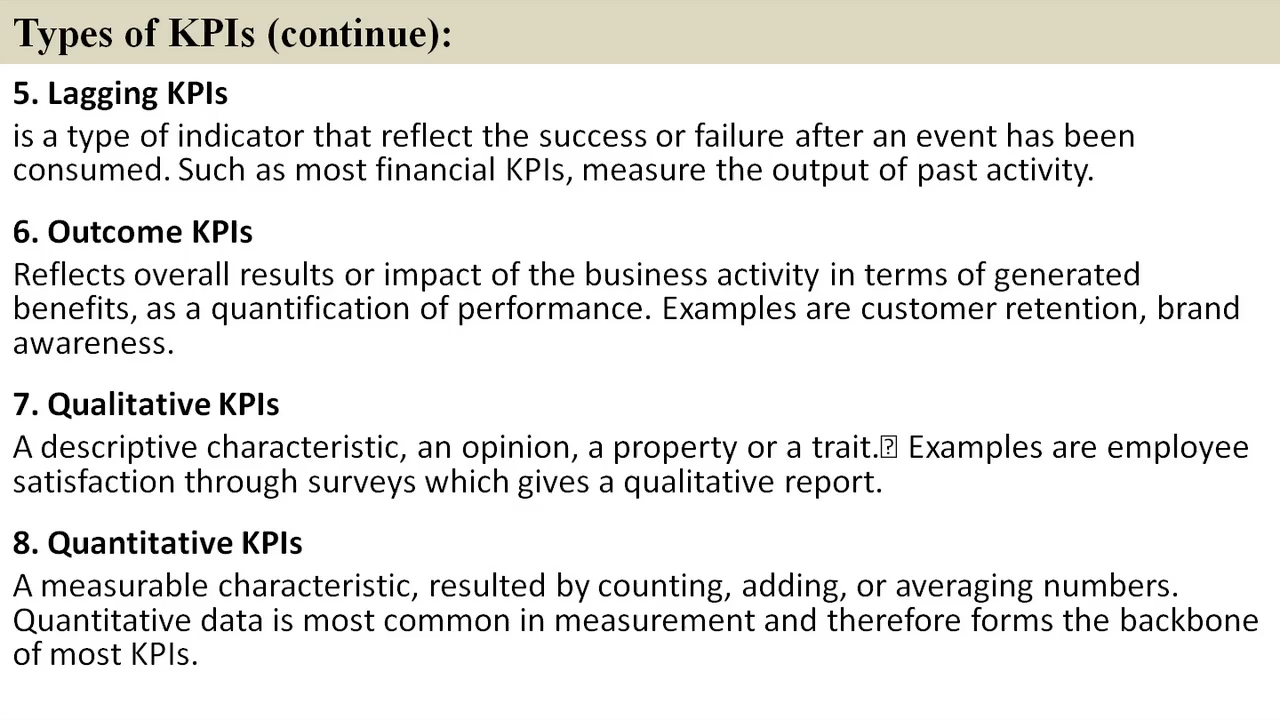 Types of KPIs (continue):
5. Lagging KPIs
is a type of indicator that reflect the success or failure after an event has been
consumed. Such as most financial KPIs, measure the output of past activity.
6. Outcome KPIs
Reflects overall results or impact of the business activity in terms of generated
benefits, as a quantification of performance. Examples are customer retention, brand
awareness.
7. Qualitative KPIs
A descriptive characteristic, an opinion, a property or a trait.⍰ Examples are employee
satisfaction through surveys which gives a qualitative report.
8. Quantitative KPIs
A measurable characteristic, resulted by counting, adding, or averaging numbers.
Quantitative data is most common in measurement and therefore forms the backbone
of most KPIs.